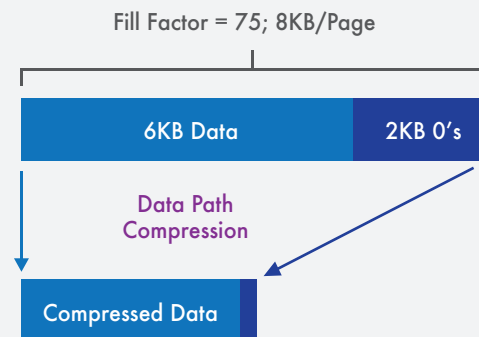 Fill Factor = 75; 8KB/Page
6KB Data
2KB 0's
Data Path
Compression
Compressed Data